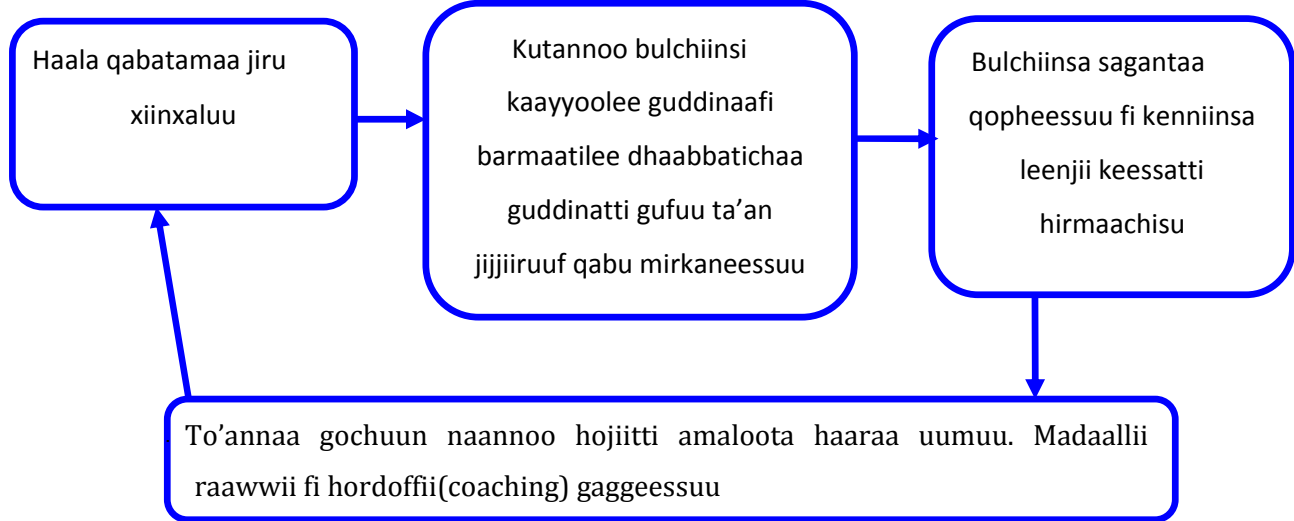 Haala qabatamaa jiru
xiinxaluu
Kutannoo bulchiinsi
kaayyoolee guddinaafi
barmaatilee dhaabbatichaa
guddinatti gufuu ta’an
jijjiiruuf qabu mirkaneessuu
Bulchiinsa sagantaa
qopheessuu fi kenniinsa
leenjii keessatti
hirmaachisu
To’annaa gochuun naannoo hojiitti amaloota haaraa uumuu. Madaallii
raawwii fi hordoffii(coaching) gaggeessuu